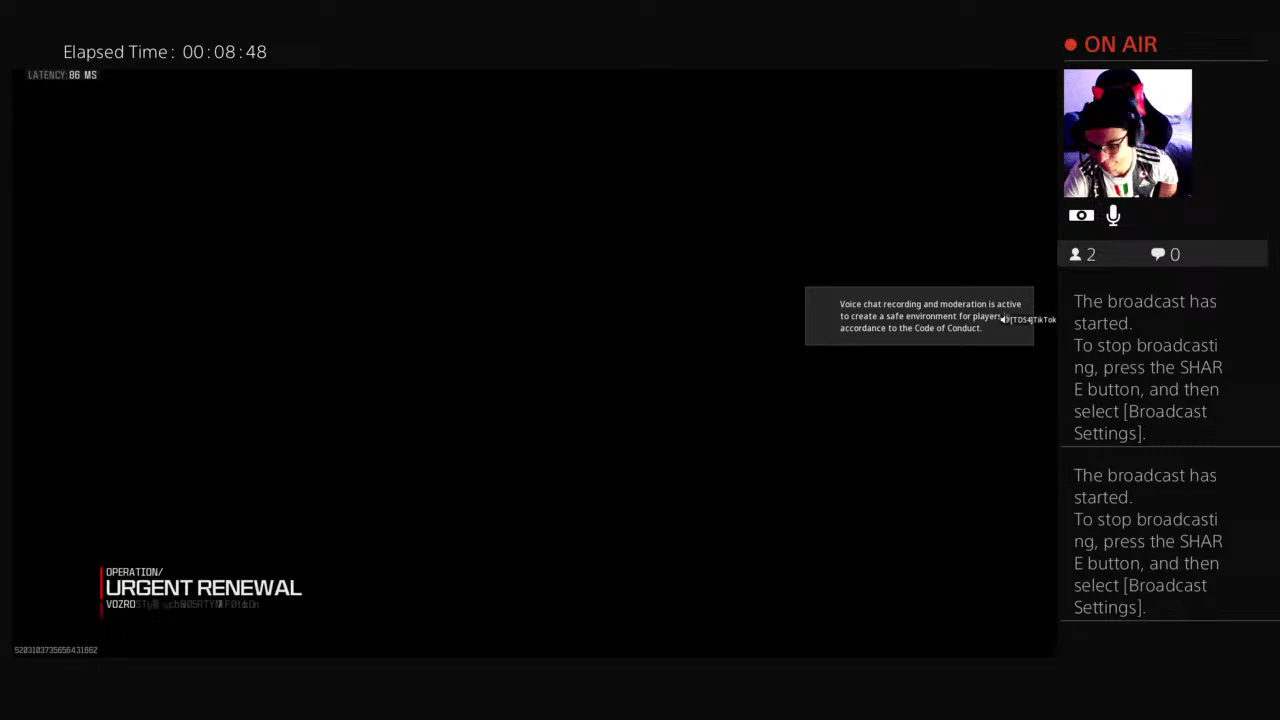 Elapsed Time: 00:08:48
LATENCY: 86 MS
ON AIR
2
0
Voice chat recording and moderation is active
to create a safe environment for players
accordance to the Code of Conduct.
[TDS4]TikTok
The broadcast has
started.
To stop broadcasti
ng, press the SHAR
E button, and then
select [Broadcast
Settings].
The broadcast has
started.
To stop broadcasti
ng, press the SHAR
E button, and then
select [Broadcast
Settings].
OPERATION/
URGENT RENEWAL
VOZRO
5203103735656431862